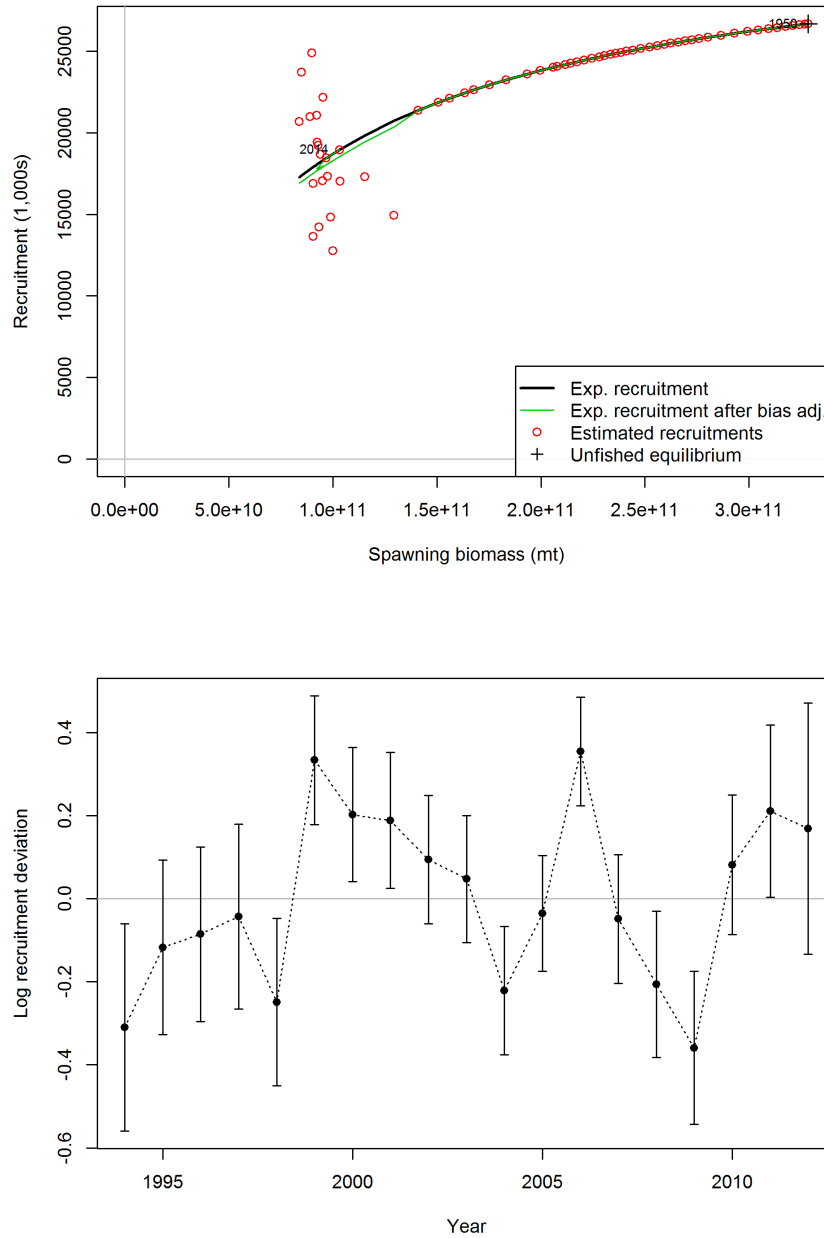 1950
25000
20000
2014
15000
Recruitment (1,000s)
10000
Exp. recruitment
Exp. recruitment after bias adj.
5000
Estimated recruitments
Unfished equilibrium
0
0.0e+00 5.0e+10 1.0e+11 1.5e+11 2.0e+11 2.5e+11 3.0e+11
Spawning biomass (mt)
0.4
0.2
Log recruitment deviation
0.0
-0.2
-0.4
-0.6
1995 2000 2005 2010
Year